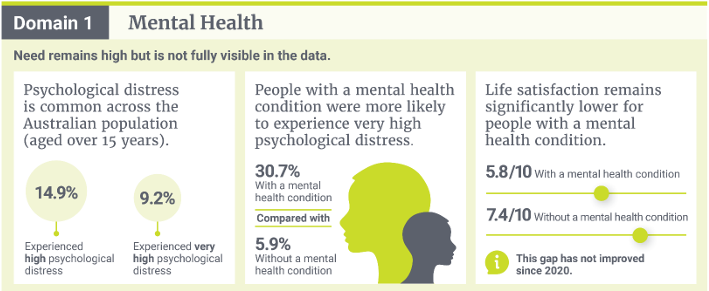 Domain 1
Mental Health
Need remains high but is not fully visible in the data.
Psychological distress
is common across the
Australian population
(aged over 15 years).
14.9%
Experienced
high psychological
distress
9.2%
Experienced very
high psychological
distress
People with a mental health
condition were more likely
to experience very high
psychological distress.
30.7%
With a mental
health condition
Compared with
5.9%
Without a mental
health condition
Life satisfaction remains
significantly lower for
people with a mental
health condition.
5.8/10 With a mental health condition
7.4/10 Without a mental health condition
i
This gap has not improved
since 2020.